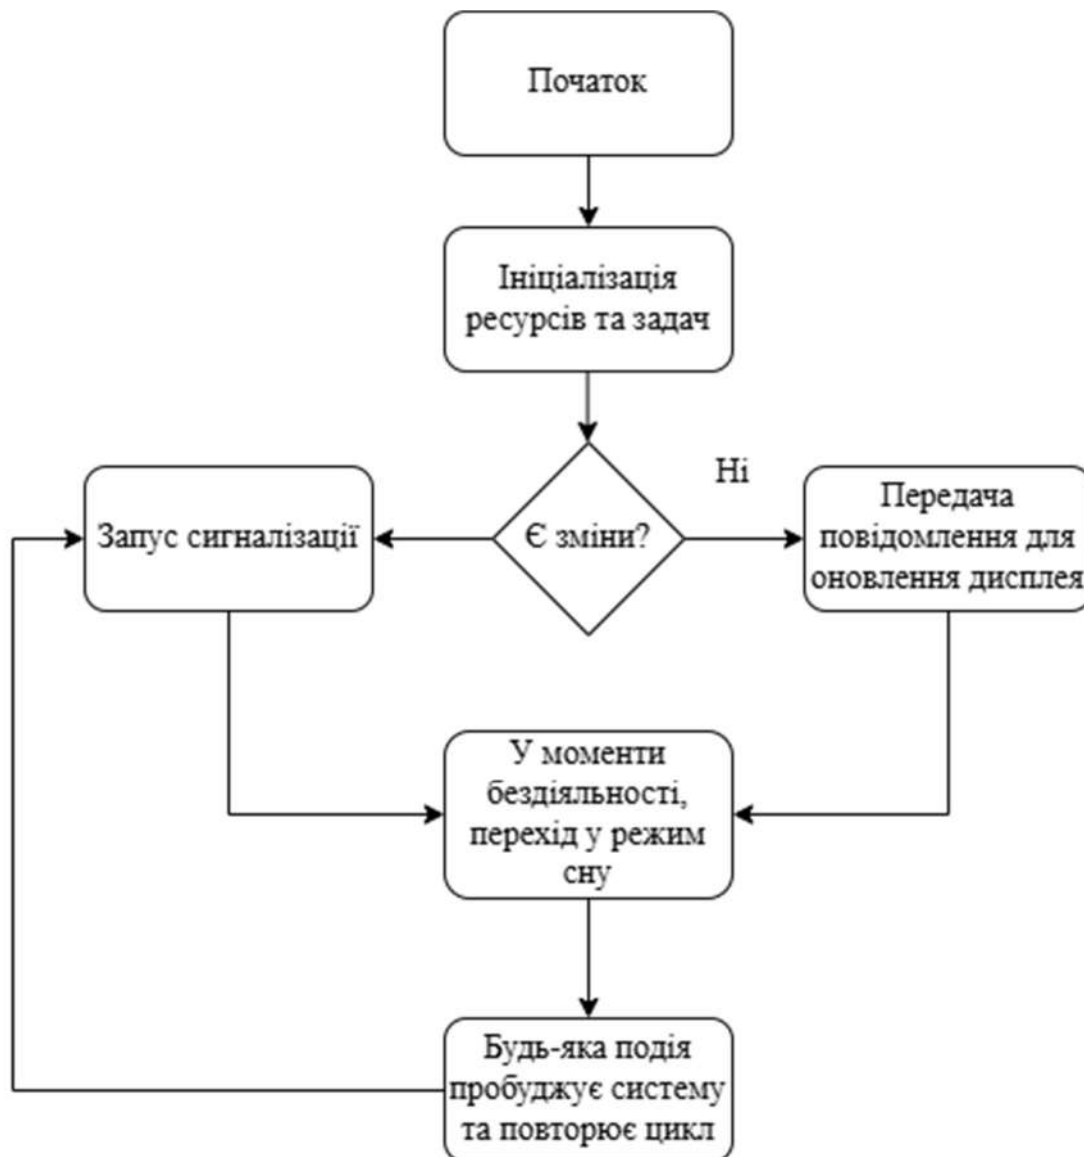 Початок
Ініціалізація
ресурсів та задач
Ні
Запус сигналізації
Є зміни?
Передача
повідомлення для
оновлення дисплея
У моменти
бездіяльності,
перехід у режим
сну
Будь-яка подія
пробуджує систему
та повторює цикл